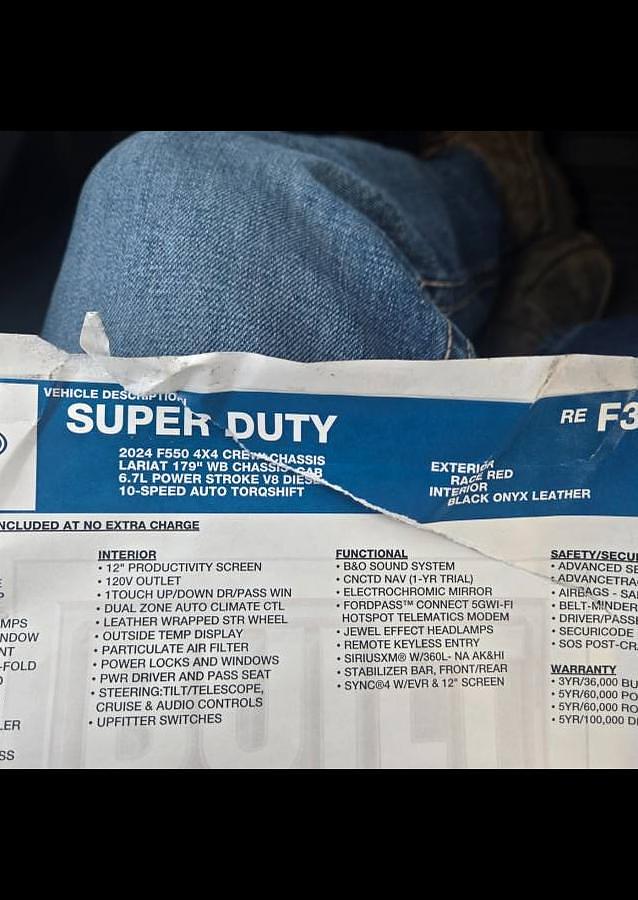 VEHICLE DESCRIPTION
SUPER DUTY
RE F3
2024 F550 4X4 CREW CHASSIS
LARIAT 179" WB CHASSIS CAB
6.7L POWER STROKE V8 DIESE
10-SPEED AUTO TORQSHIFT
EXTERIOR
RACE RED
INTERIOR
BLACK ONYX LEATHER
NCLUDED AT NO EXTRA CHARGE
MPS
NDOW
NT
-FOLD
LER
SS
INTERIOR
• 12" PRODUCTIVITY SCREEN
• 120V OUTLET
• 1TOUCH UP/DOWN DR/PASS WIN
• DUAL ZONE AUTO CLIMATE CTL
• LEATHER WRAPPED STR WHEEL
• OUTSIDE TEMP DISPLAY
• PARTICULATE AIR FILTER
• POWER LOCKS AND WINDOWS
• PWR DRIVER AND PASS SEAT
• STEERING:TILT/TELESCOPE,
CRUISE & AUDIO CONTROLS
• UPFITTER SWITCHES
FUNCTIONAL
• B&O SOUND SYSTEM
• CNCTD NAV (1-YR TRIAL)
• ELECTROCHROMIC MIRROR
• FORDPASS™ CONNECT 5GWI-FI
HOTSPOT TELEMATICS MODEM
• JEWEL EFFECT HEADLAMPS
• REMOTE KEYLESS ENTRY
• SIRIUSXM® W/360L- NA AK&HI
• STABILIZER BAR, FRONT/REAR
• SYNC®4 W/EVR & 12" SCREEN
SAFETY/SECU
• ADVANCED SE
• ADVANCETRA
• AIRBAGS - SA
• BELT-MINDER
• DRIVER/PASSE
• SECURICODE
• SOS POST-CRA
WARRANTY
• 3YR/36,000 BU
• 5YR/60,000 PO
• 5YR/60,000 RO
• 5YR/100,000 DI